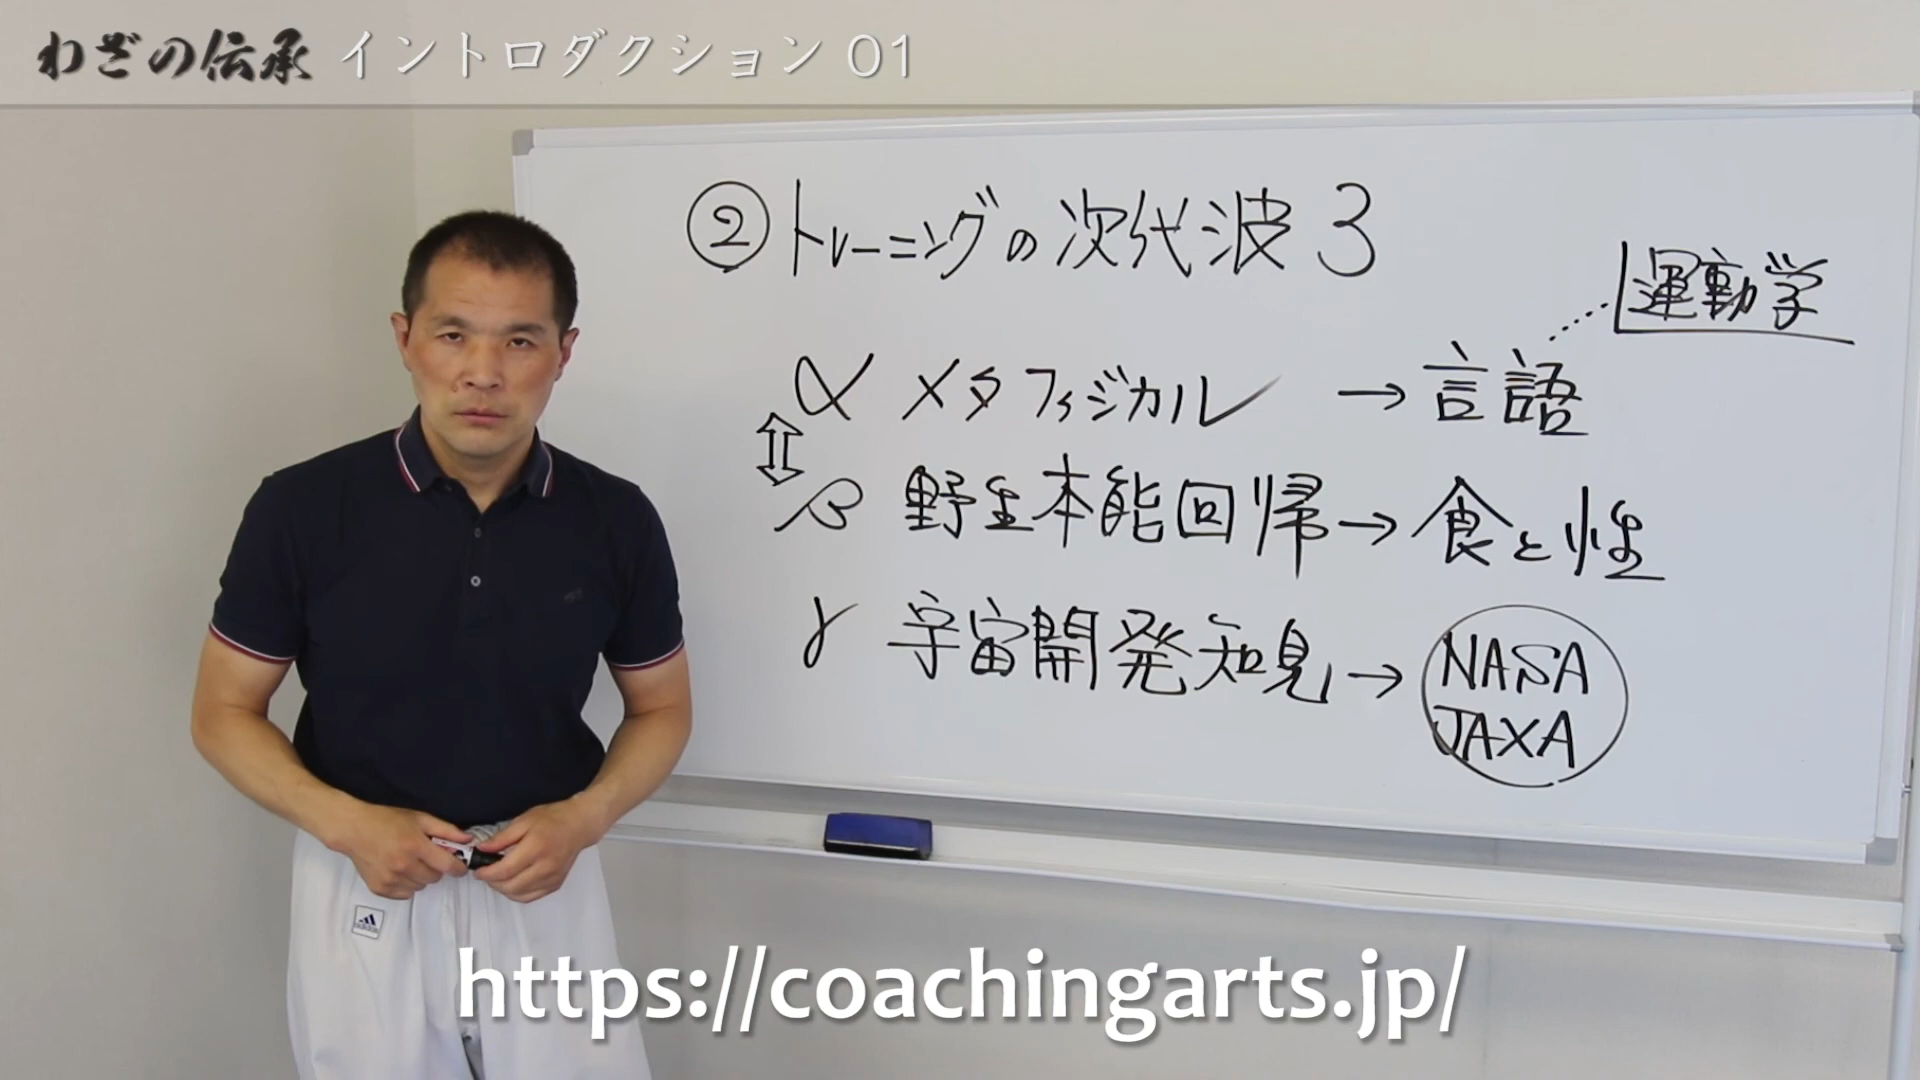 わざの伝承 イントロダクション 01
② トレーニングの次代波 3
運動学
α メタフィジカル → 言語
β 野生本能回帰 → 食と性
γ 宇宙開発知見 → NASA
JAXA
adidas
https://coachingarts.jp/